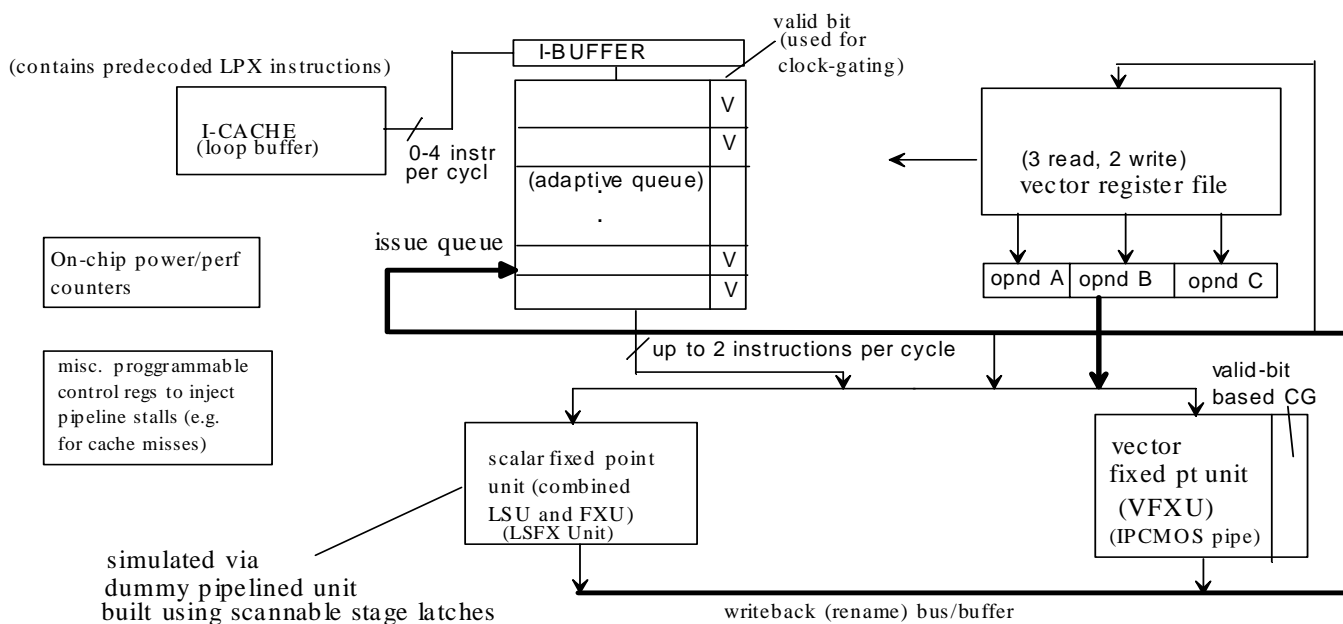 valid bit
(used for
clock-gating)
I-BUFFER
(contains predecoded LPX instructions)
I-CACHE
(loop buffer)
0-4 instr
per cycl
V
V
(adaptive queue)
.
.
V
V
issue queue
(3 read, 2 write)
vector register file
opnd A
opnd B
opnd C
On-chip power/perf
counters
misc. proggrammable
control regs to inject
pipeline stalls (e.g.
for cache misses)
up to 2 instructions per cycle
valid-bit
based CG
scalar fixed point
unit (combined
LSU and FXU)
(LSFX Unit)
vector
fixed pt unit
(VFXU)
(IPCMOS pipe)
simulated via
dummy pipelined unit
built using scannable stage latches
writeback (rename) bus/buffer